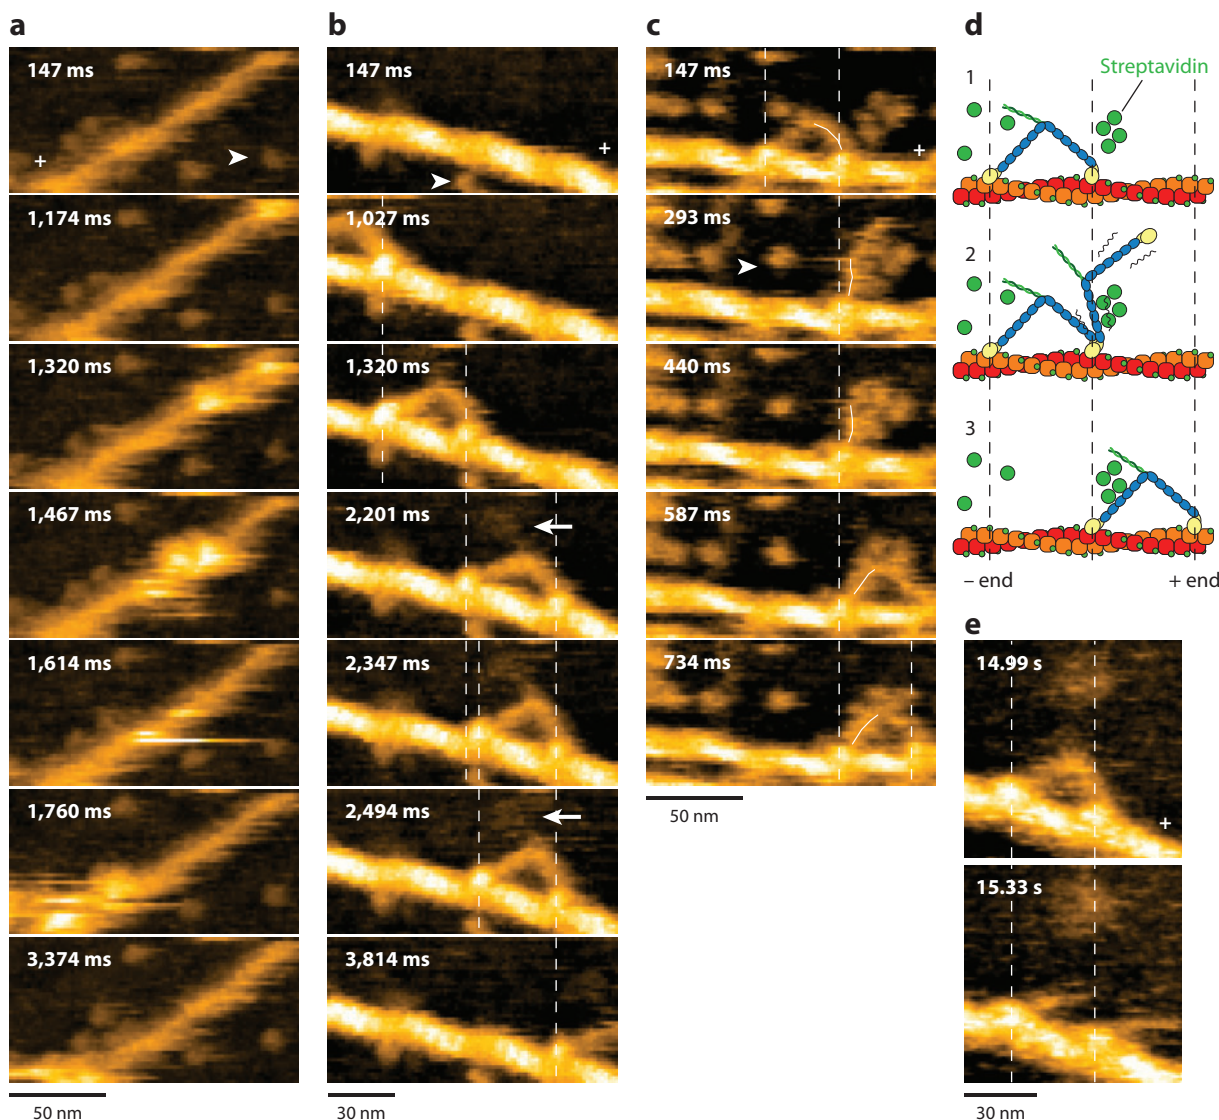 a
147 ms
+
1,174 ms
1,320 ms
1,467 ms
1,614 ms
1,760 ms
3,374 ms
50 nm
b
147 ms
+
1,027 ms
1,320 ms
2,201 ms
2,347 ms
2,494 ms
3,814 ms
30 nm
c
147 ms
+
293 ms
440 ms
587 ms
734 ms
50 nm
d
Streptavidin
1
2
3
– end
+ end
e
14.99 s
+
15.33 s
30 nm